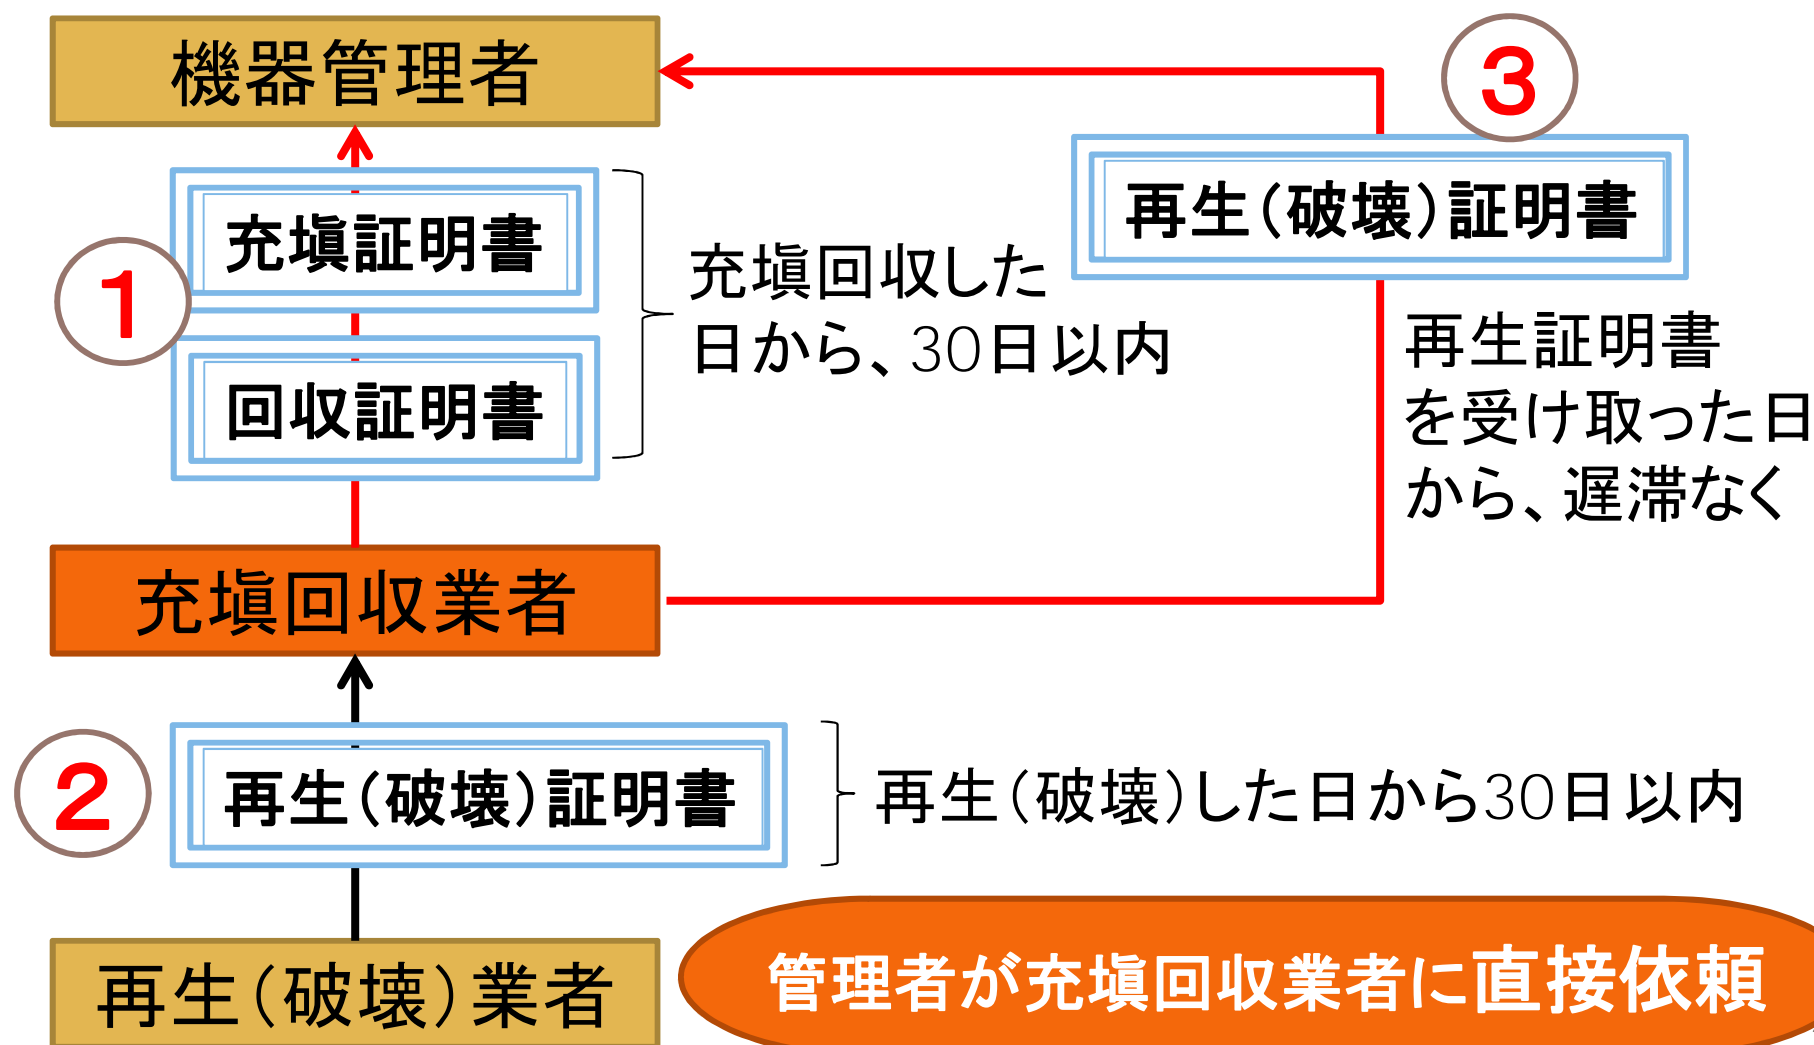 機器管理者
③
再生(破壊)証明書
充塡証明書
①
充塡回収した
日から、30日以内
回収証明書
再生証明書
を受け取った日
から、遅滞なく
充塡回収業者
②
再生(破壊)証明書
再生(破壊)した日から30日以内
再生(破壊)業者
管理者が充塡回収業者に直接依頼